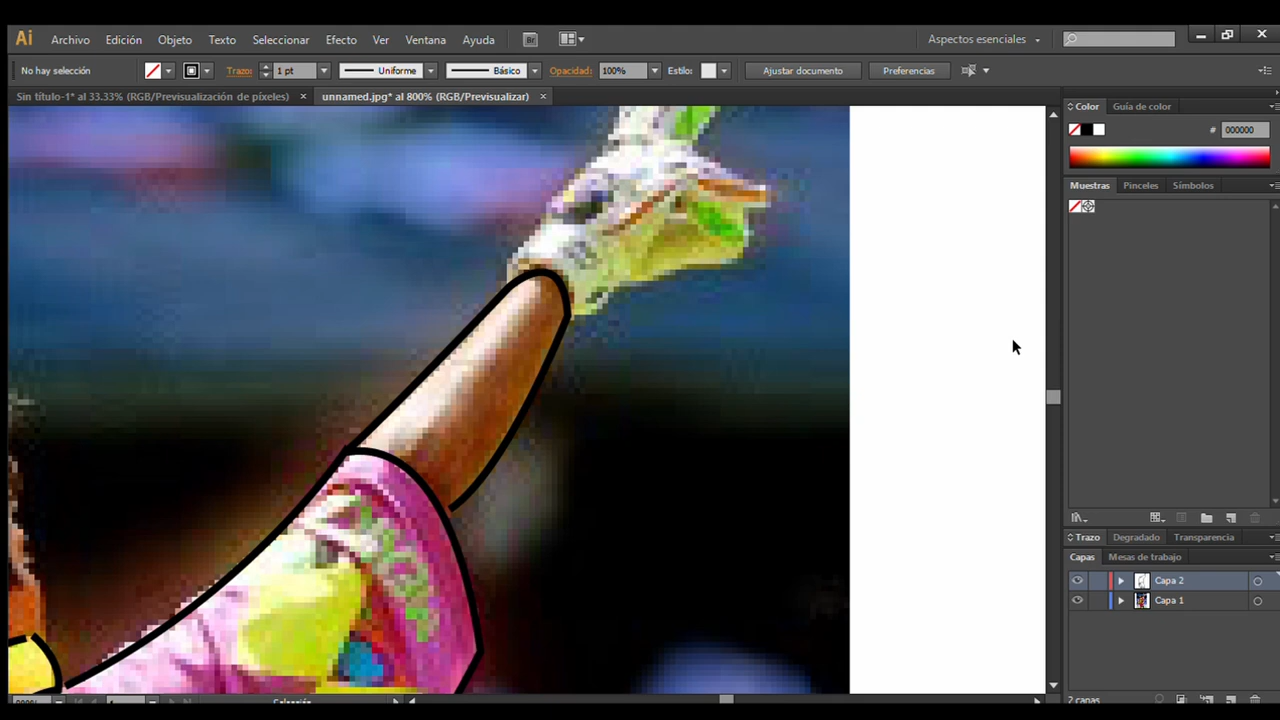 Ai Archivo Edición Objeto Texto Seleccionar Efecto Ver Ventana Ayuda Br Aspectos esenciales
No hay selección Trazo: 1 pt Uniforme Básico Opacidad: 100% Estilo: Ajustar documento Preferencias
Sin título-1* al 33.33% (RGB/Previsualización de píxeles) × unnamed.jpg* al 800% (RGB/Previsualizar) ×
Color Guía de color
# 000000
Muestras Pinceles Símbolos
Trazo Degradado Transparencia
Capas Mesas de trabajo
Capa 2
Capa 1
2 capas
Selección